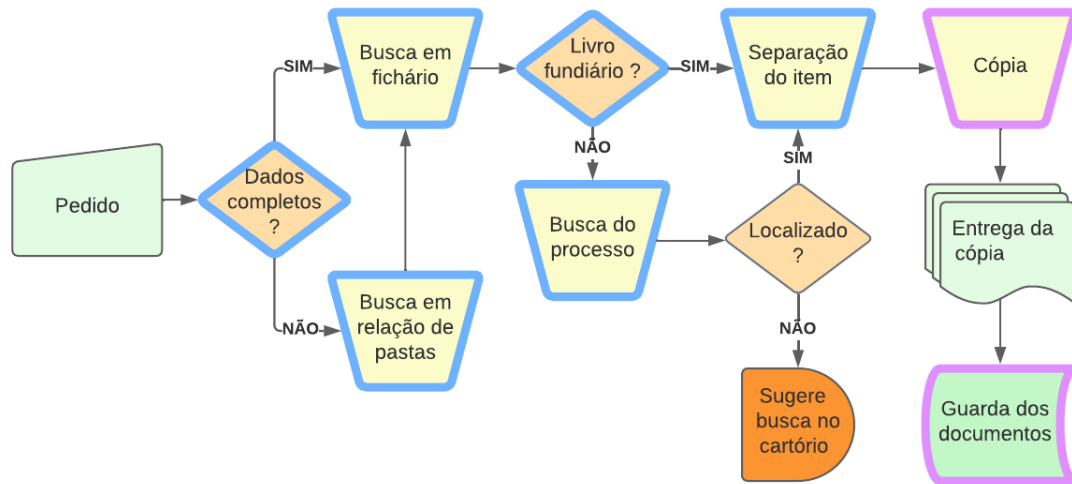 Pedido
Dados
completos
?
SIM
NÃO
Busca em
fichário
Busca em
relação de
pastas
Livro
fundiário ?
SIM
NÃO
Busca do
processo
Localizado
?
SIM
NÃO
Separação
do item
Sugere
busca no
cartório
Cópia
Entrega da
cópia
Guarda dos
documentos